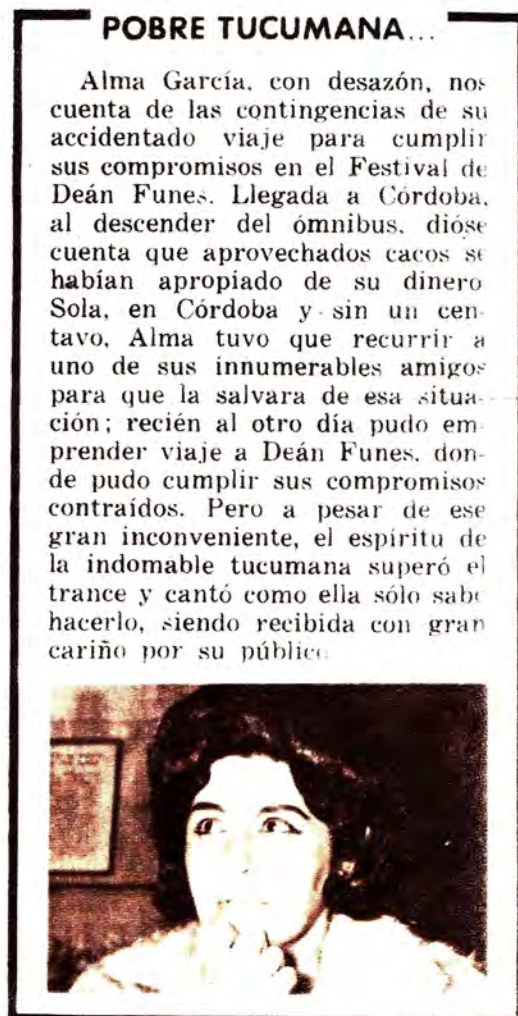 POBRE TUCUMANA...
Alma García, con desazón, nos
cuenta de las contingencias de su
accidentado viaje para cumplir
sus compromisos en el Festival de
Deán Funes. Llegada a Córdoba,
al descender del ómnibus, dióse
cuenta que aprovechados cacos se
habían apropiado de su dinero
Sola, en Córdoba y sin un cen-
tavo, Alma tuvo que recurrir a
uno de sus innumerables amigos
para que la salvara de esa situa-
ción; recién al otro día pudo em-
prender viaje a Deán Funes, don-
de pudo cumplir sus compromisos
contraídos. Pero a pesar de ese
gran inconveniente, el espíritu de
la indomable tucumana superó el
trance y cantó como ella sólo sabe
hacerlo, siendo recibida con gran
cariño por su público